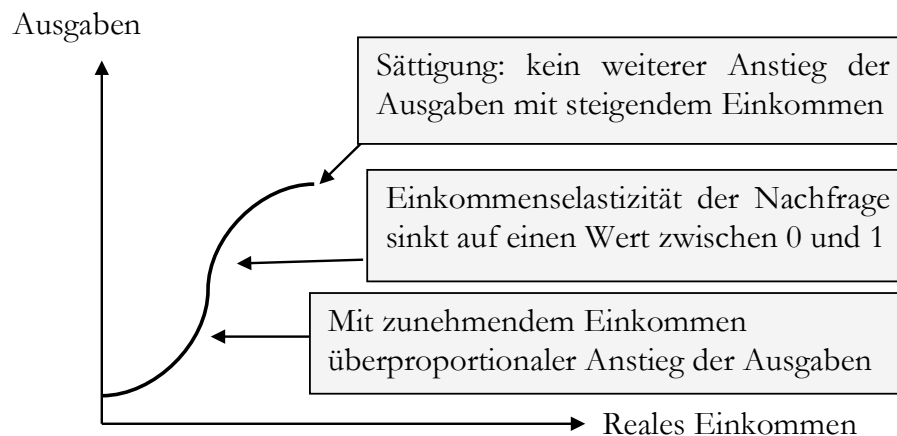 Ausgaben
Sättigung: kein weiterer Anstieg der
Ausgaben mit steigendem Einkommen
Einkommenselastizität der Nachfrage
sinkt auf einen Wert zwischen 0 und 1
Mit zunehmendem Einkommen
überproportionaler Anstieg der Ausgaben
Reales Einkommen